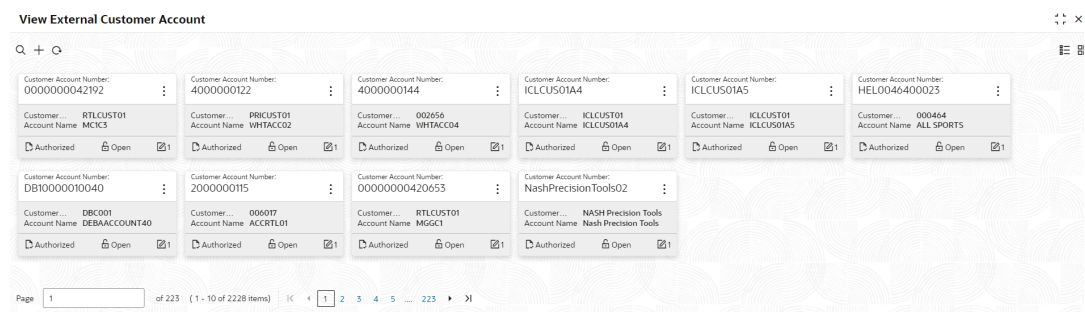 View External Customer Account
Customer Account Number:
0000000042192
Customer... RTLCUST01
Account Name MC1C3
Authorized Open 1
Customer Account Number:
4000000122
Customer... PRICUST01
Account Name WHTACC02
Authorized Open 1
Customer Account Number:
4000000144
Customer... 002656
Account Name WHTACC04
Authorized Open 1
Customer Account Number:
ICLCUS01A4
Customer... ICLCUST01
Account Name ICLCUS01A4
Authorized Open 1
Customer Account Number:
ICLCUS01A5
Customer... ICLCUST01
Account Name ICLCUS01A5
Authorized Open 1
Customer Account Number:
HEL0046400023
Customer... 000464
Account Name ALL SPORTS
Authorized Open 1
Customer Account Number:
DB10000010040
Customer... DBC001
Account Name DEBAACCOUNT40
Authorized Open 1
Customer Account Number:
2000000115
Customer... 006017
Account Name ACCRTL01
Authorized Open 1
Customer Account Number:
00000000420653
Customer... RTLCUST01
Account Name MGGC1
Authorized Open 1
Customer Account Number:
NashPrecisionTools02
Customer... NASH Precision Tools
Account Name Nash Precision Tools
Authorized Open 1
Page 1 of 223 ( 1 - 10 of 2228 items) 1 2 3 4 5 ... 223